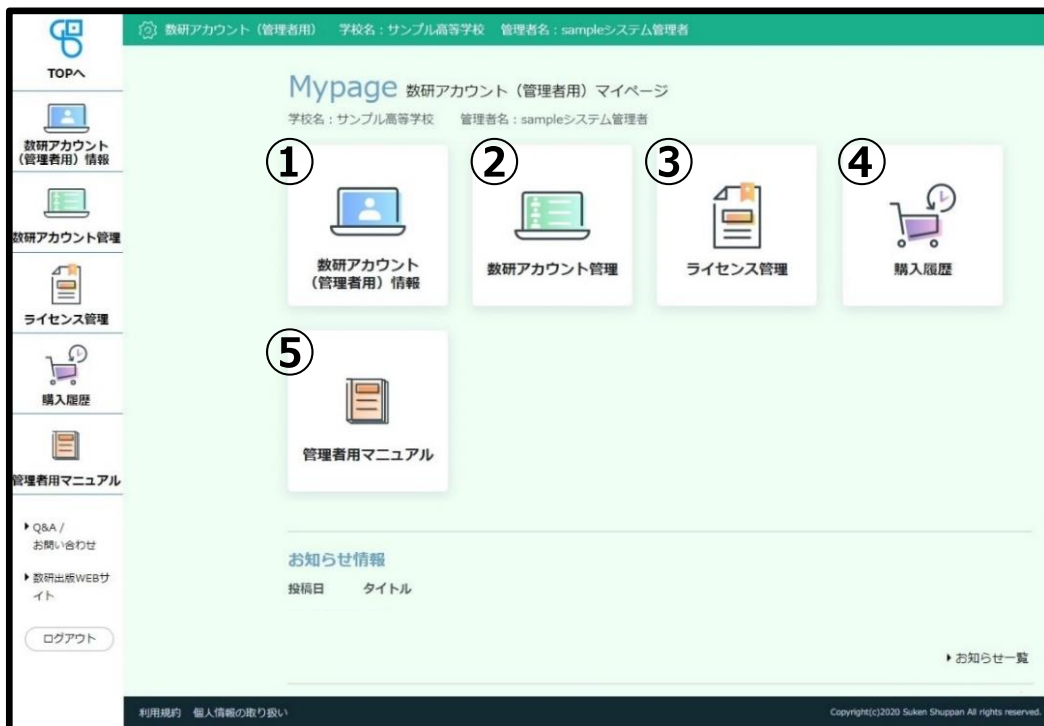 TOPへ
数研アカウント
(管理者用)情報
数研アカウント管理
ライセンス管理
購入履歴
管理者用マニュアル
Q&A /
お問い合わせ
数研出版WEBサ
イト
ログアウト
数研アカウント(管理者用) 学校名:サンプル高等学校 管理者名:sampleシステム管理者
Mypage 数研アカウント(管理者用)マイページ
学校名:サンプル高等学校 管理者名:sampleシステム管理者
①
数研アカウント
(管理者用)情報
②
数研アカウント管理
③
ライセンス管理
④
購入履歴
⑤
管理者用マニュアル
お知らせ情報
投稿日 タイトル
お知らせ一覧
利用規約 個人情報の取り扱い
Copyright(c)2020 Suken Shuppan All rights reserved.